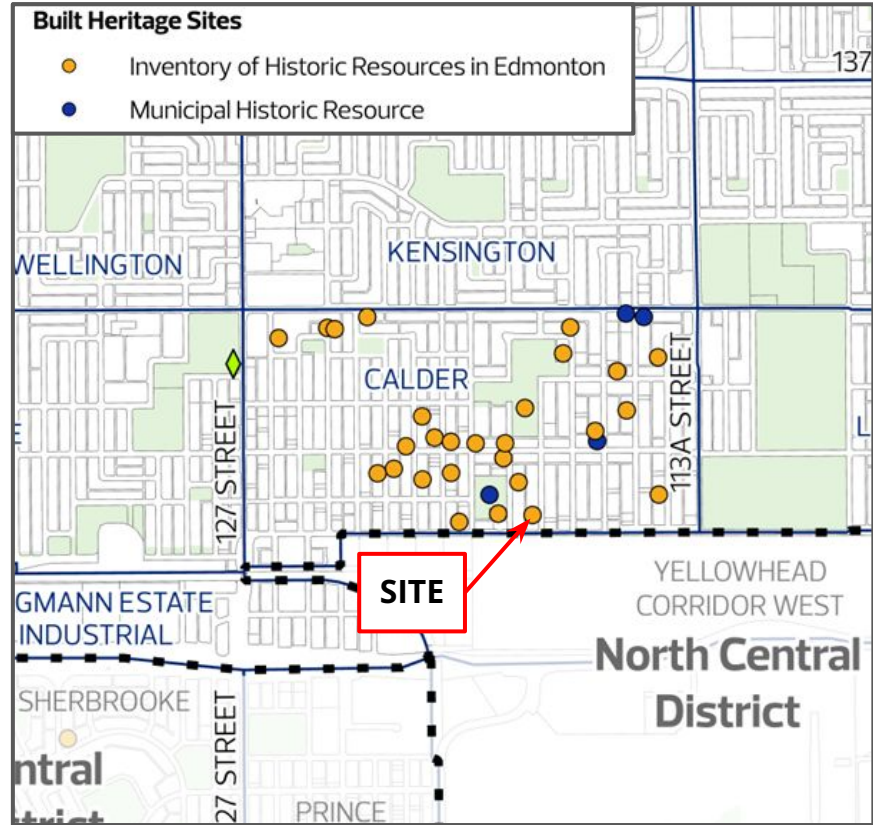 Built Heritage Sites
Inventory of Historic Resources in Edmonton
Municipal Historic Resource
137
WELLINGTON
KENSINGTON
CALDER
113A STREET
127 STREET
SITE
GMANN ESTATE
INDUSTRIAL
YELLOWHEAD
CORRIDOR WEST
North Central
District
SHERBROOKE
ntral
27 STREET
PRINCE